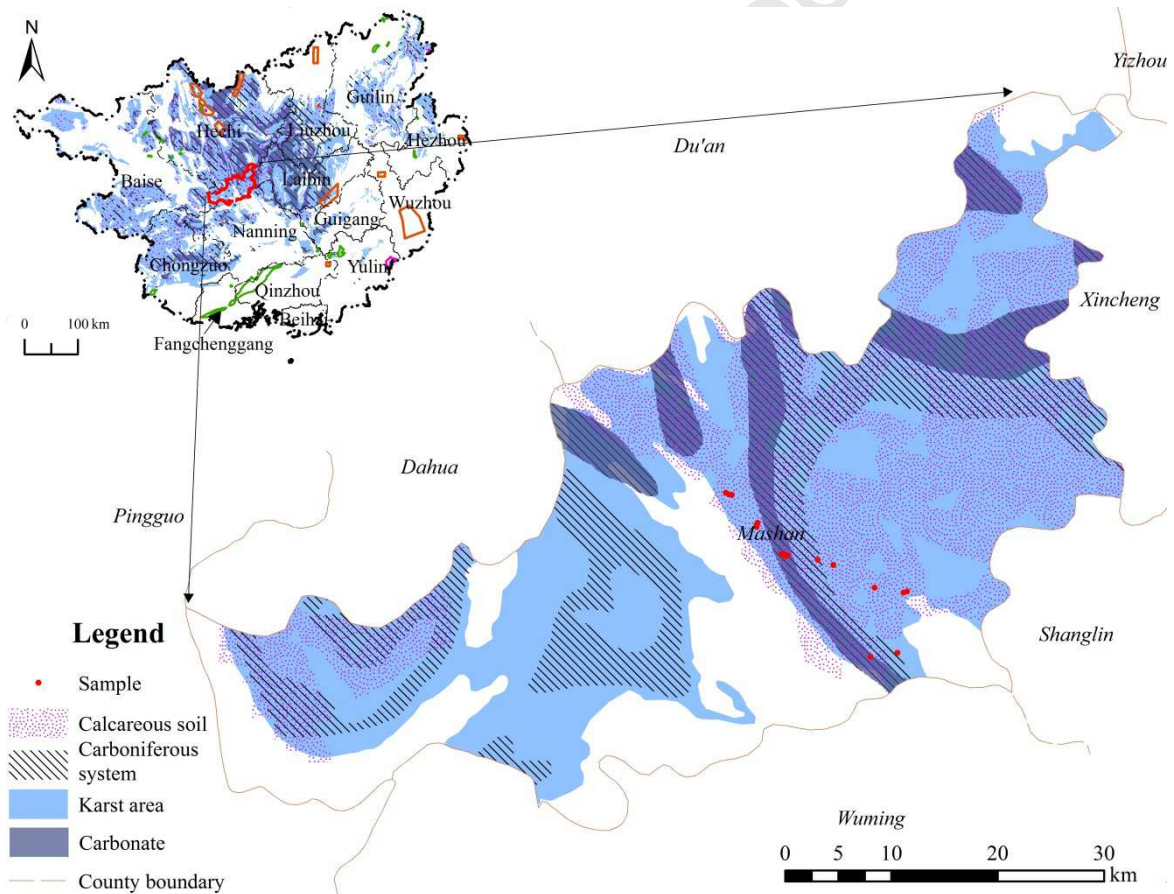 N
Guilin
Hechi
Liuzhou
Hezhou
Baise
Laibin
Wuzhou
Guigang
Nanning
Chongzuo
Yulin
Qinzhou
Beihai
Fangchenggang
0 100 km
Yizhou
Du'an
Xincheng
Dahua
Pingguo
Mashan
Shanglin
Wuming
Legend
Sample
Calcareous soil
Carboniferous
system
Karst area
Carbonate
County boundary
0 5 10 20 30
km